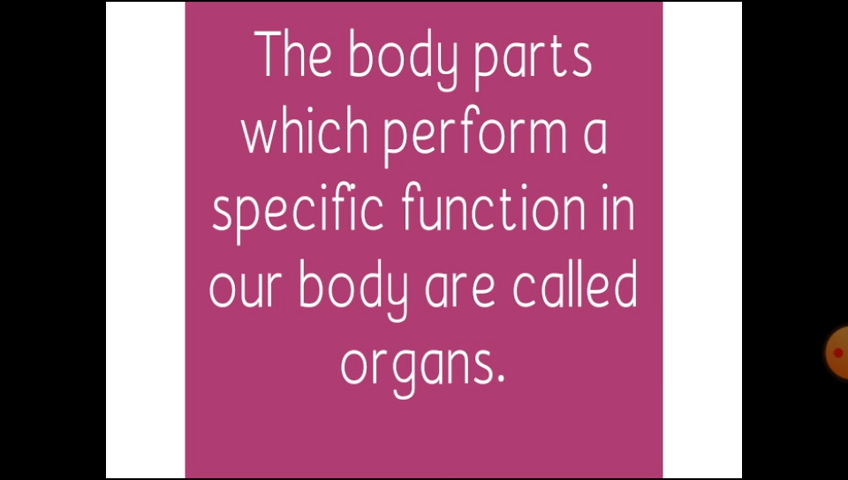 The body parts
which perform a
specific function in
our body are called
organs.